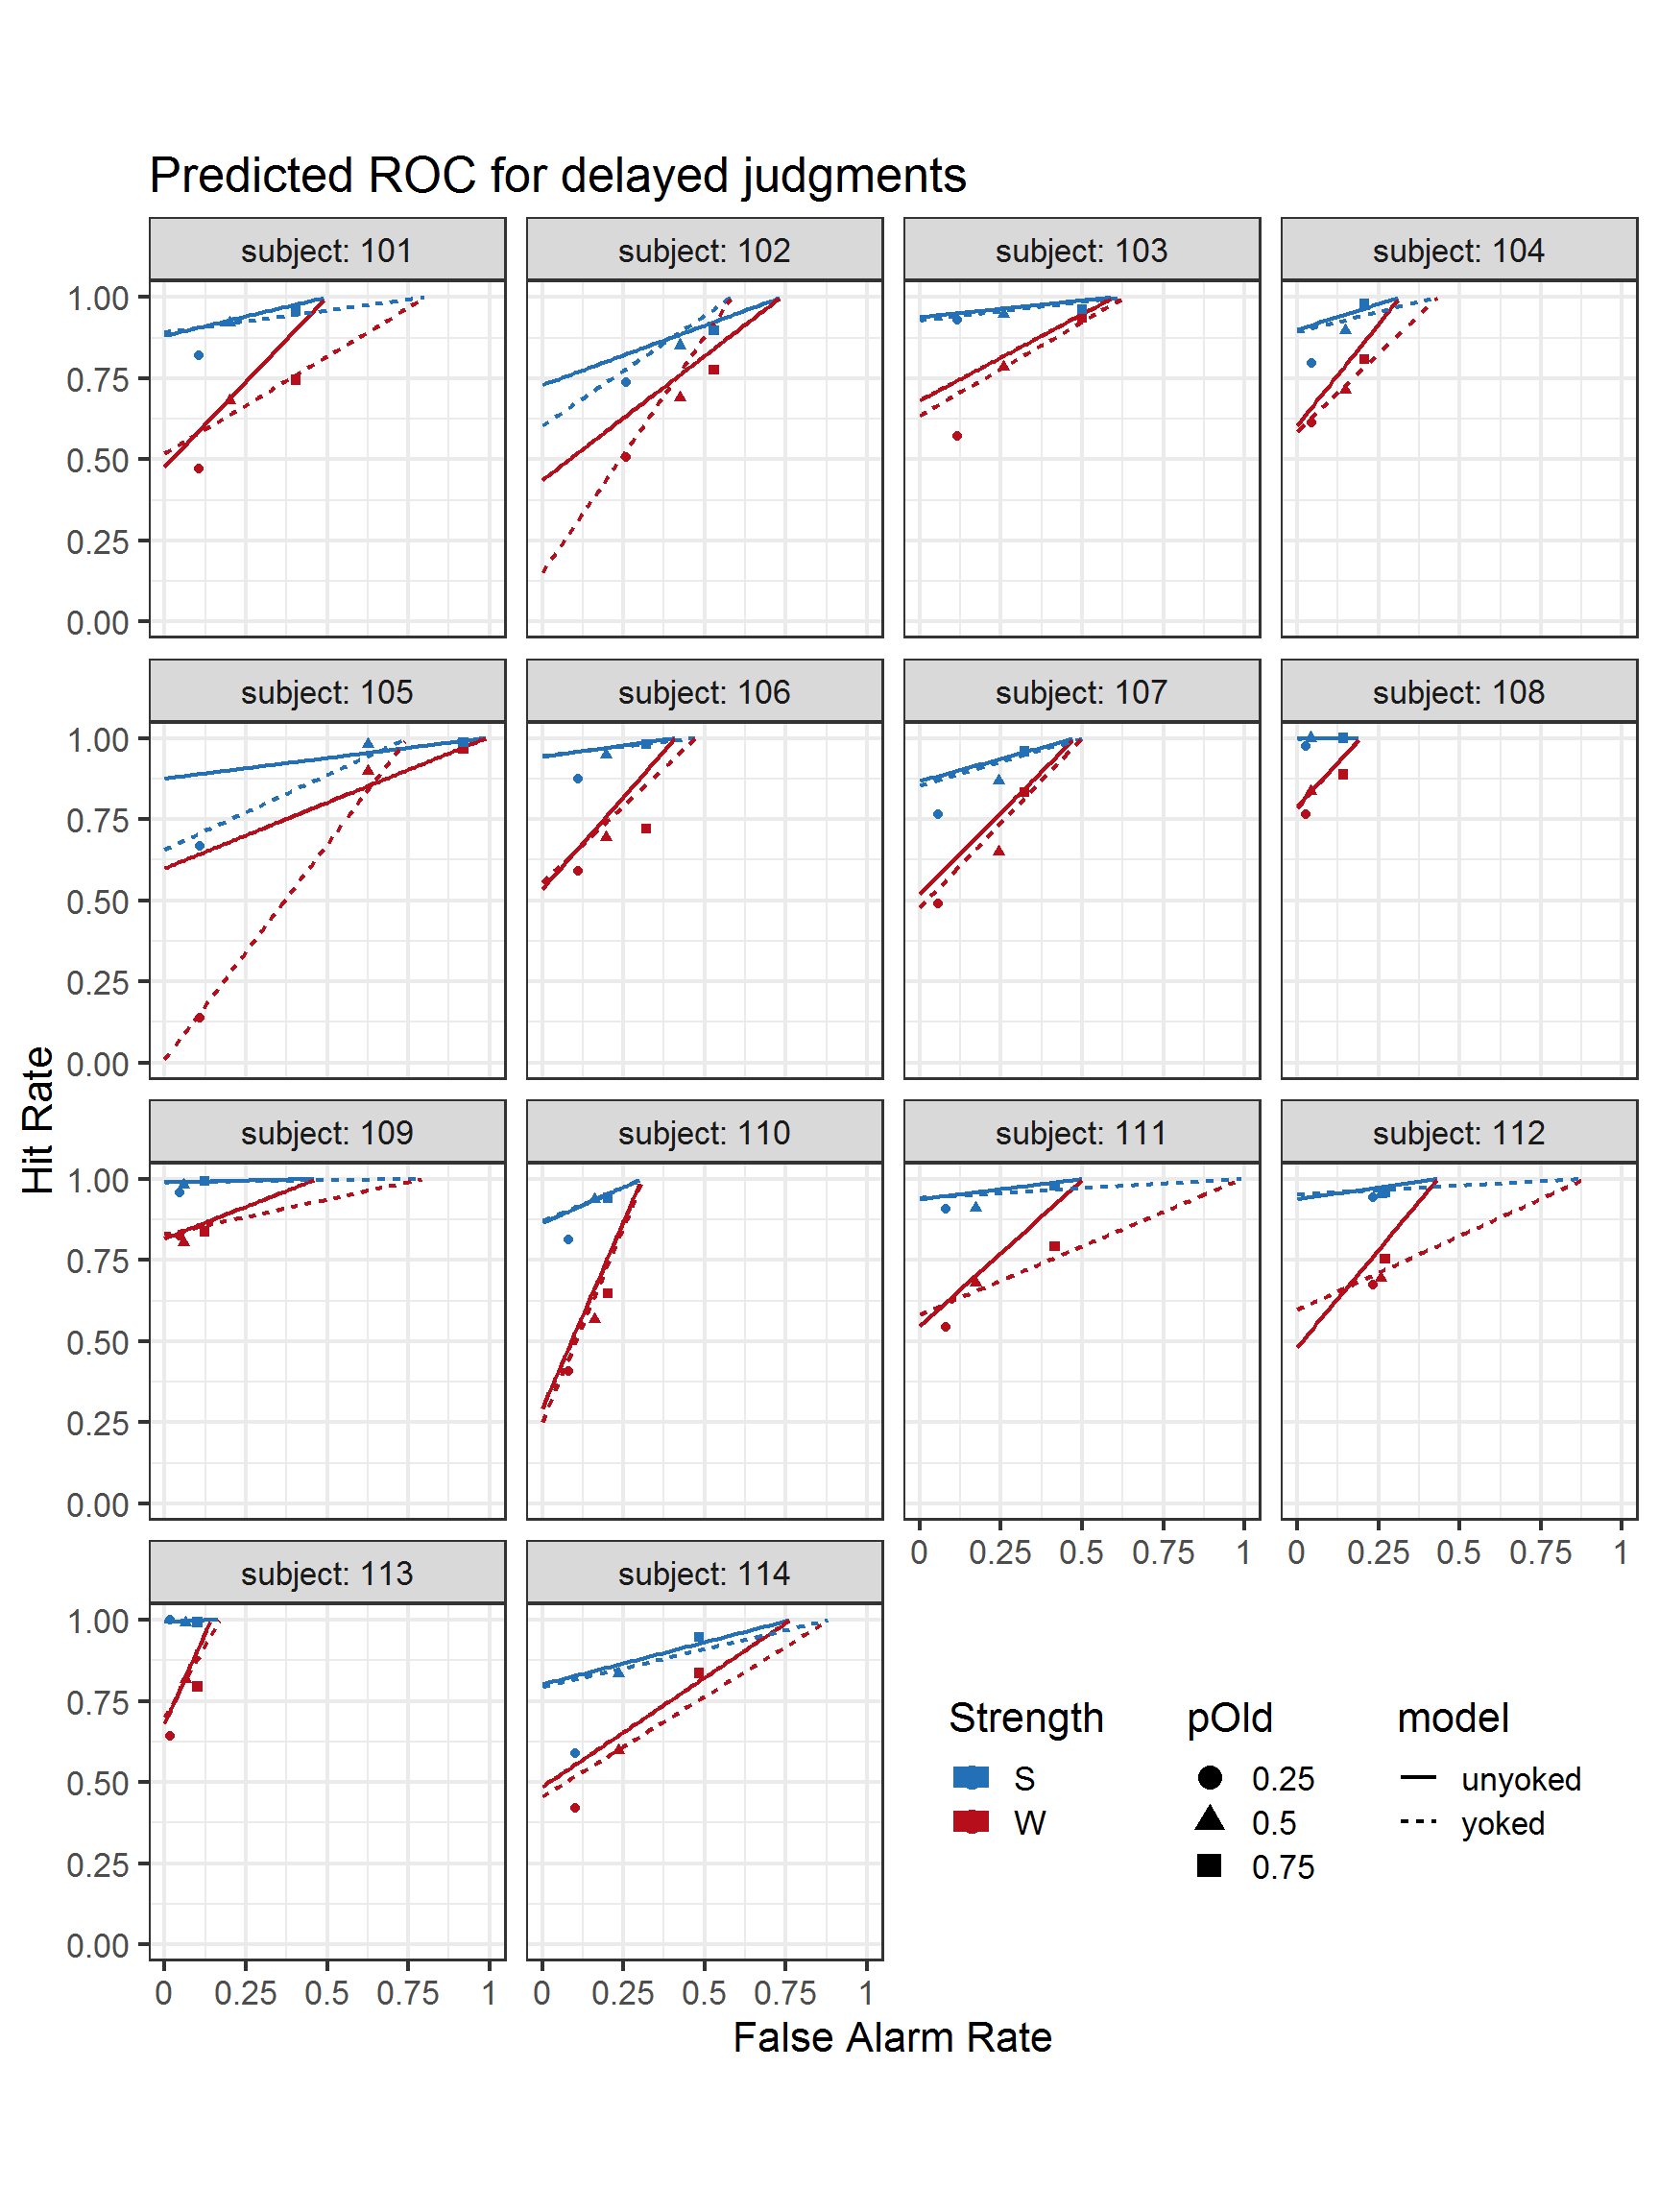 Predicted ROC for delayed judgments
subject: 101
subject: 102
subject: 103
subject: 104
1.00
0.75
0.50
0.25
0.00
subject: 105
subject: 106
subject: 107
subject: 108
1.00
0.75
0.50
0.25
0.00
Hit Rate
subject: 109
subject: 110
subject: 111
subject: 112
1.00
0.75
0.50
0.25
0.00
0 0.25 0.5 0.75 1
0 0.25 0.5 0.75 1
subject: 113
subject: 114
1.00
0.75
0.50
0.25
0.00
0 0.25 0.5 0.75 1
0 0.25 0.5 0.75 1
False Alarm Rate
Strength
S
W
pOld
0.25
0.5
0.75
model
unyoked
yoked